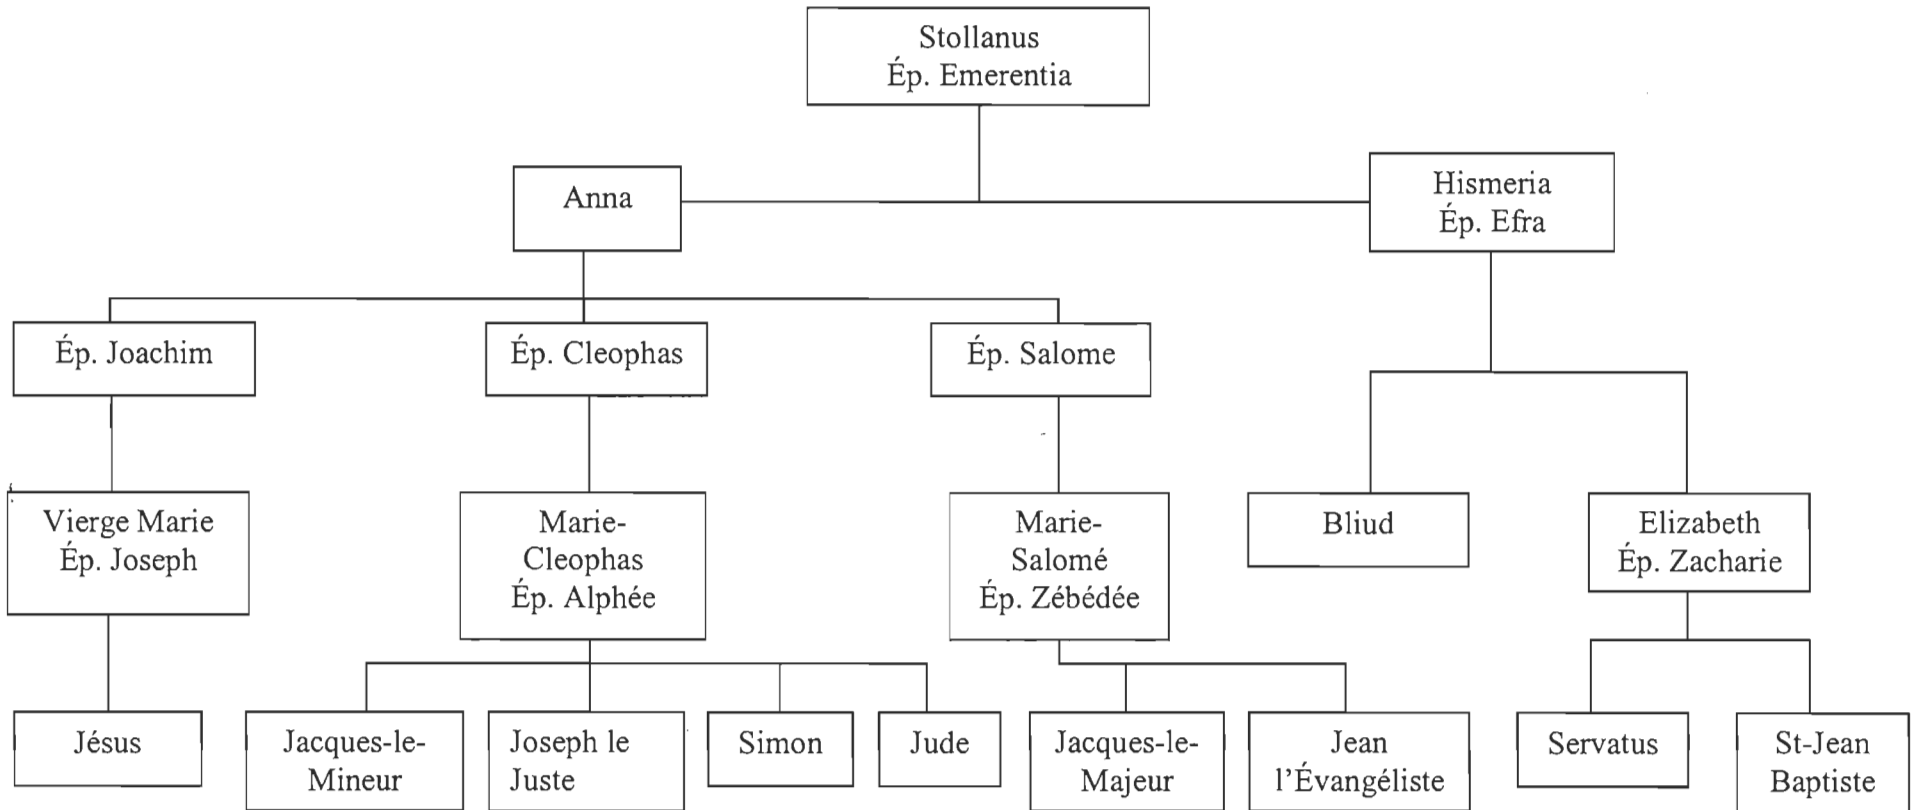 Stollanus
Ép. Emerentia
Anna
Hismeria
Ép. Efra
Ép. Joachim
Ép. Cleophas
Ép. Salome
Vierge Marie
Ép. Joseph
Marie-
Cleophas
Ép. Alphée
Marie-
Salomé
Ép. Zébédée
Bliud
Elizabeth
Ép. Zacharie
Jésus
Jacques-le-
Mineur
Joseph le
Juste
Simon
Jude
Jacques-le-
Majeur
Jean
l'Évangéliste
Servatus
St-Jean
Baptiste